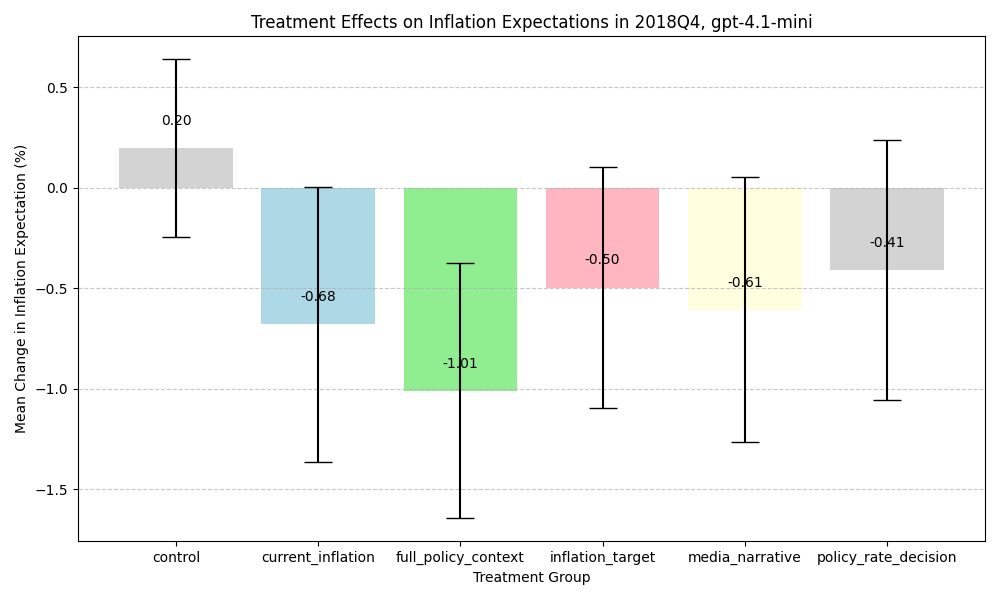 Treatment Effects on Inflation Expectations in 2018Q4, gpt-4.1-mini
Mean Change in Inflation Expectation (%)
0.5
0.0
−0.5
−1.0
−1.5
0.20
-0.68
-1.01
-0.50
-0.61
-0.41
control
current_inflation
full_policy_context
inflation_target
media_narrative
policy_rate_decision
Treatment Group